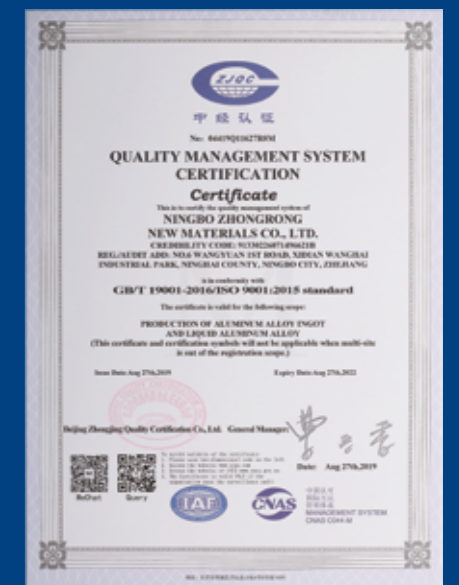 ZJQC
中经认证
QUALITY MANAGEMENT SYSTEM
CERTIFICATION
Certificate
This is to certify the quality management system of
NINGBO ZHONGRONG
NEW MATERIALS CO., LTD.
REG./AUDIT ADD: NO.6 WANGYUAN 1ST ROAD, XIDIAN WANGHAI
INDUSTRIAL PARK, NINGHAI COUNTY, NINGBO CITY, ZHEJIANG
is in conformity with
GB/T 19001-2016/ISO 9001:2015 standard
The certificate is valid for the following scope:
PRODUCTION OF ALUMINUM ALLOY INGOT
AND LIQUID ALUMINUM ALLOY
(This certificate and certification symbols will not be applicable when multi-site
is out of the registration scope.)
Issue Date: Aug 27th,2019 Expiry Date: Aug 27th,2022
Beijing Zhongjing Quality Certification Co., Ltd. General Manager:
Date: Aug 27th,2019
WeChat Query
IAF CNAS
MANAGEMENT SYSTEM
CNAS C044-M